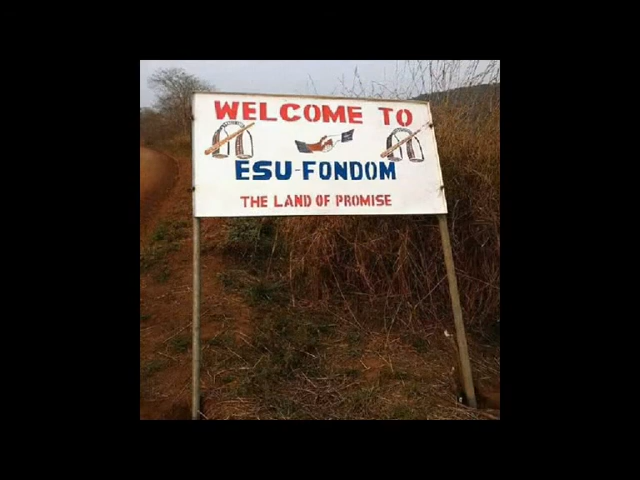 WELCOME TO
ESU-FONDOM
THE LAND OF PROMISE